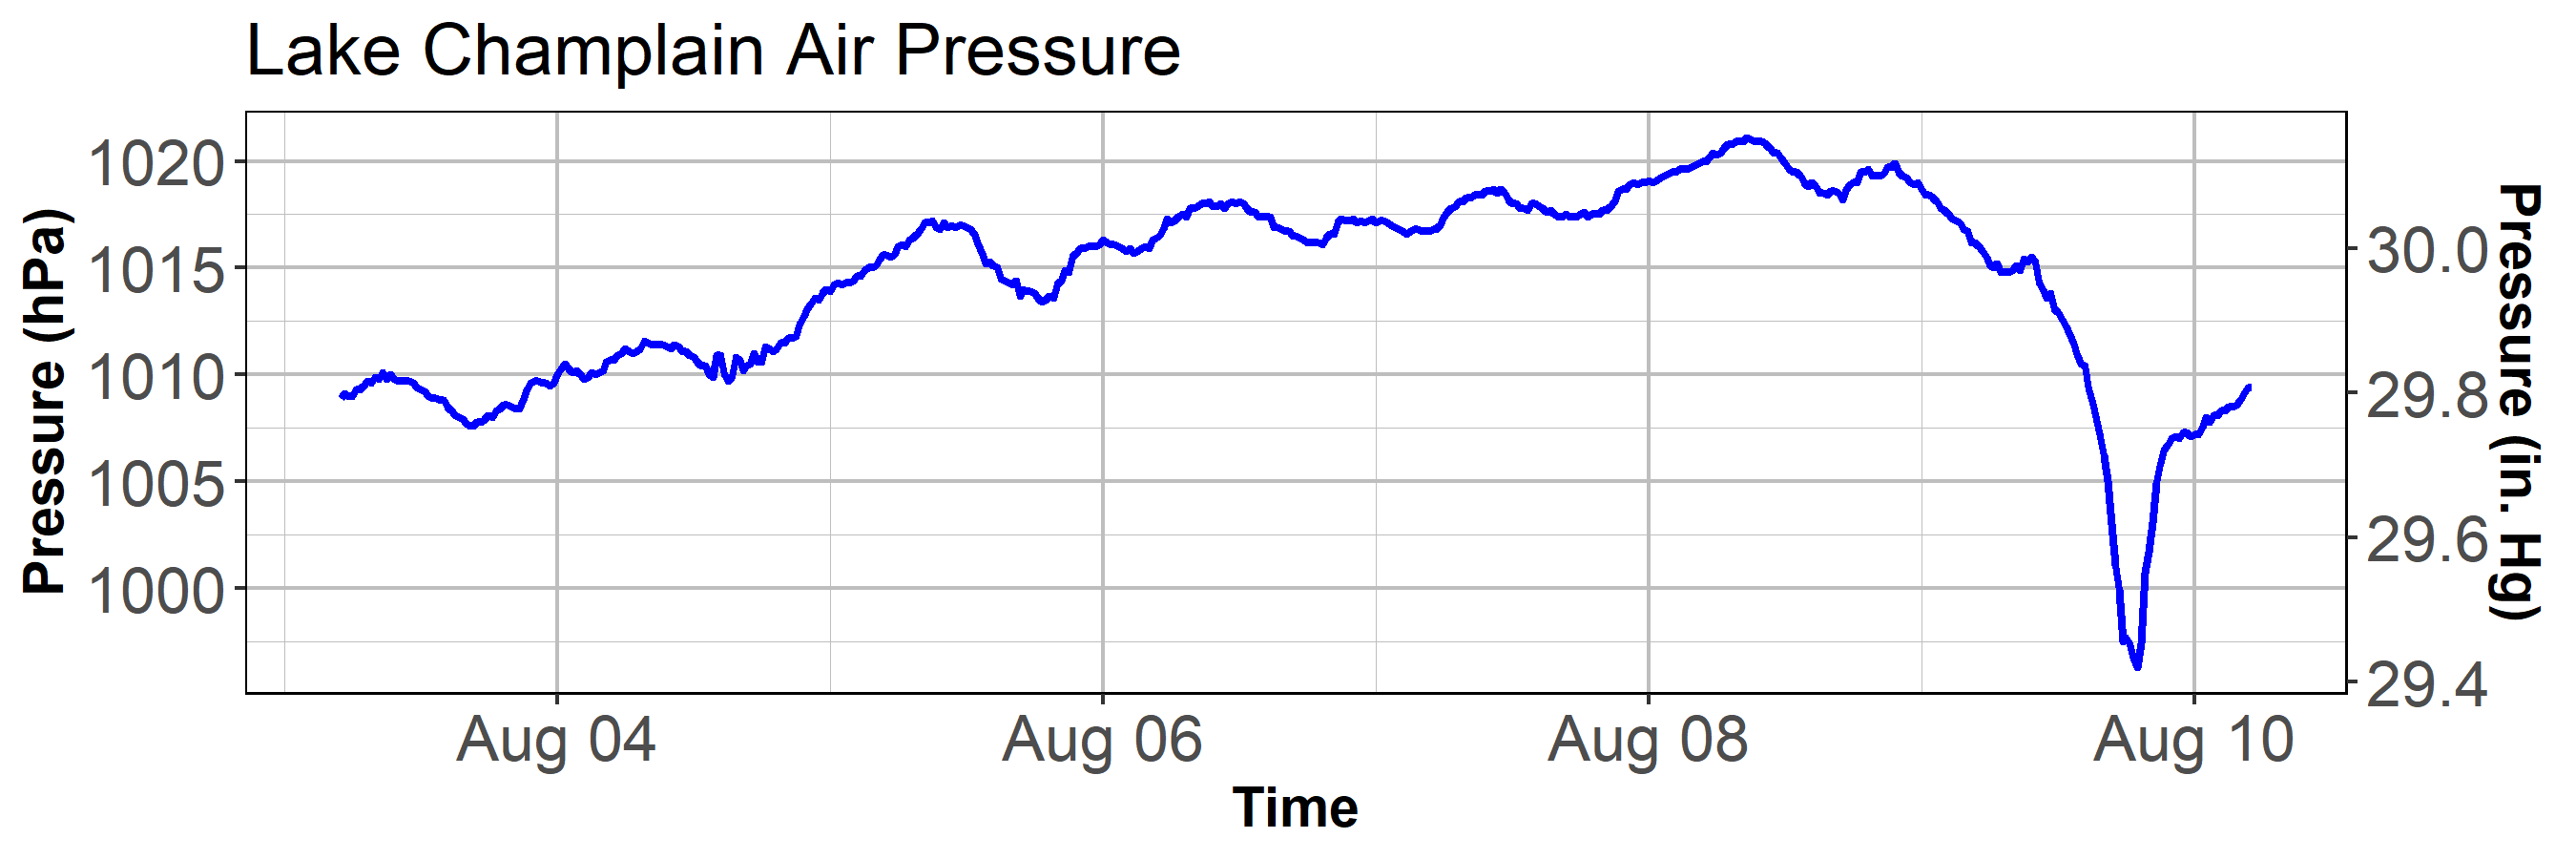 Lake Champlain Air Pressure
Pressure (hPa)
1020
1015
1010
1005
1000
30.0
29.8
29.6
29.4
Pressure (in. Hg)
Aug 04
Aug 06
Aug 08
Aug 10
Time